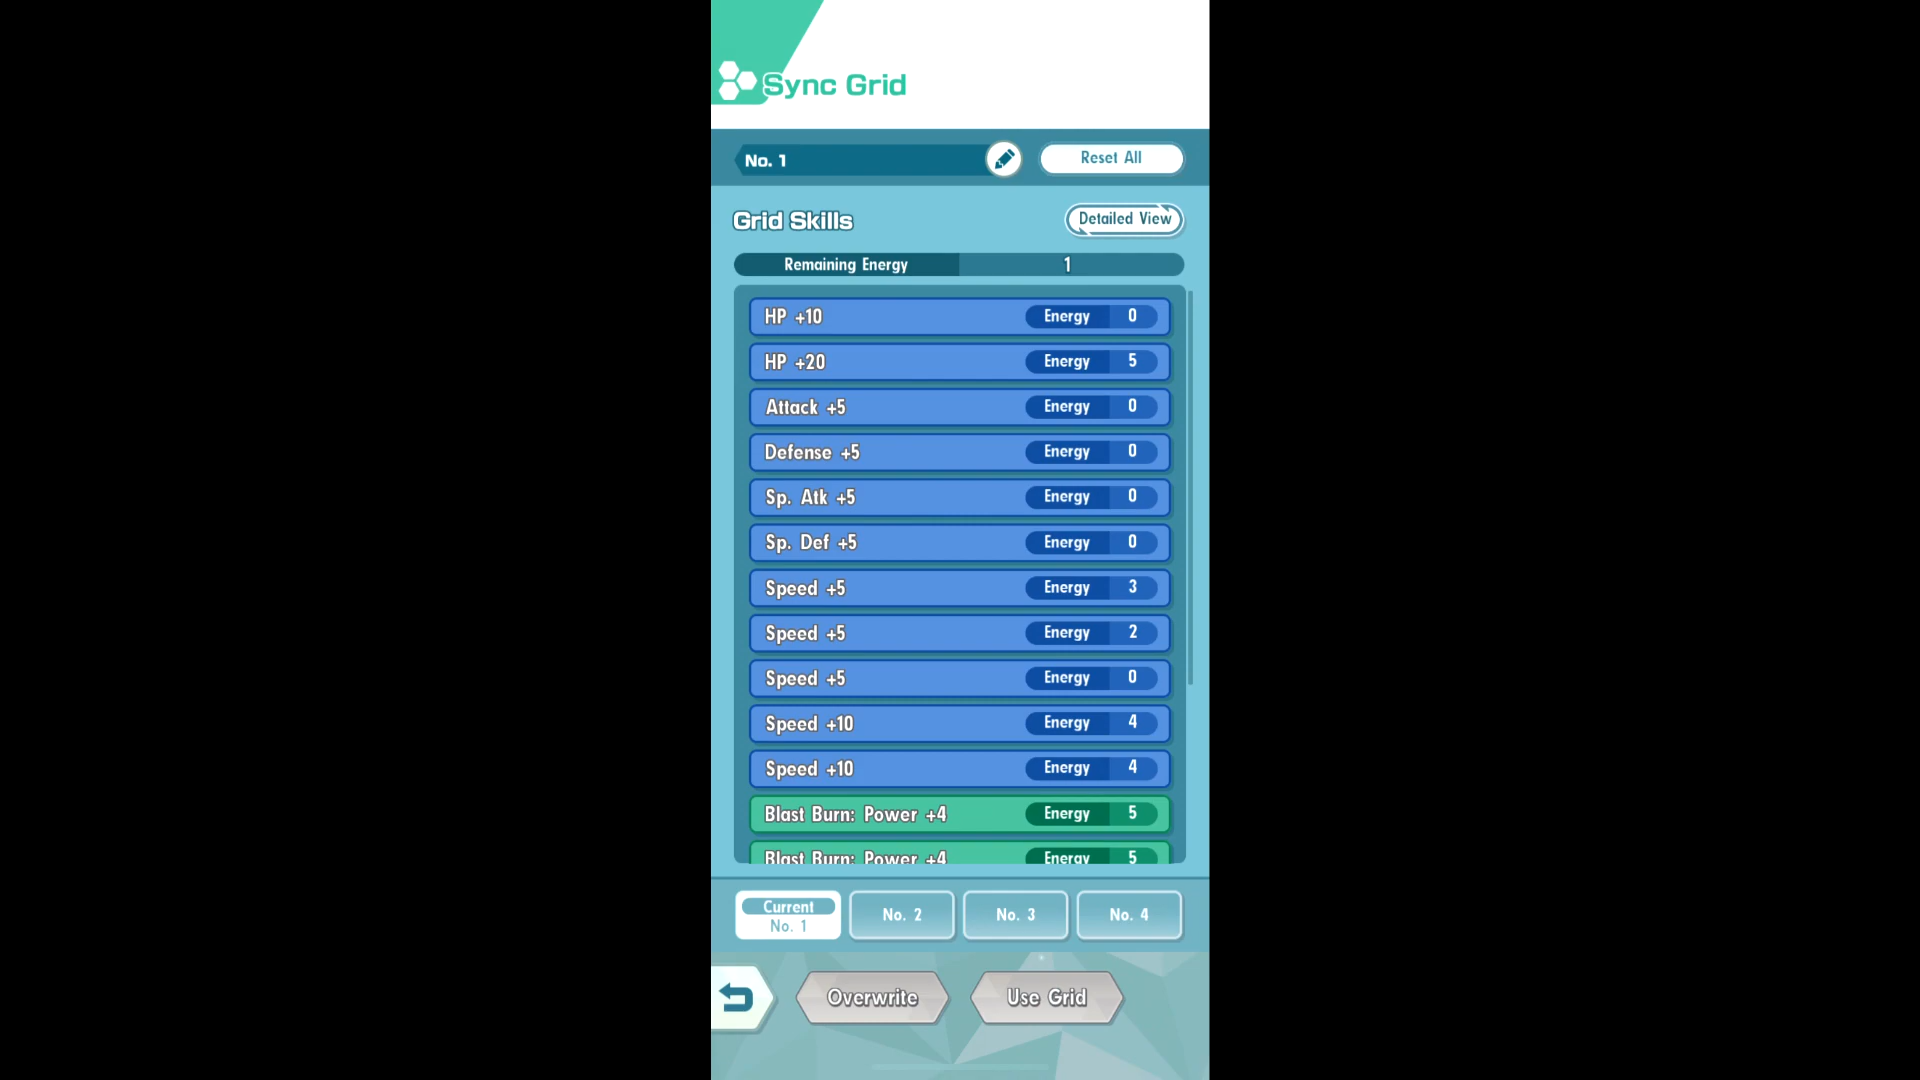 Sync Grid
No. 1
Reset All
Grid Skills
Detailed View
Remaining Energy 1
HP +10 Energy 0
HP +20 Energy 5
Attack +5 Energy 0
Defense +5 Energy 0
Sp. Atk +5 Energy 0
Sp. Def +5 Energy 0
Speed +5 Energy 3
Speed +5 Energy 2
Speed +5 Energy 0
Speed +10 Energy 4
Speed +10 Energy 4
Blast Burn: Power +4 Energy 5
Blast Burn: Power +4 Energy 5
Current
No. 1
No. 2
No. 3
No. 4
Overwrite
Use Grid